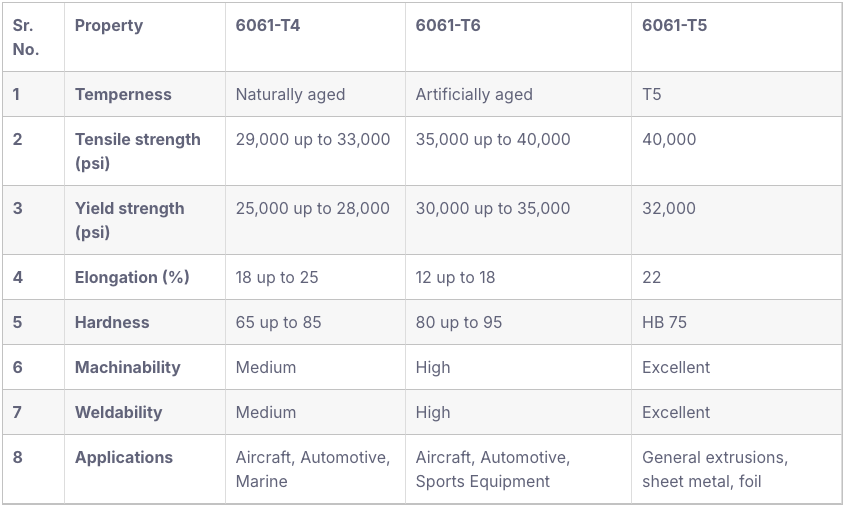 Sr. No. Property 6061-T4 6061-T6 6061-T5
1 Temperness Naturally aged Artificially aged T5
2 Tensile strength (psi) 29,000 up to 33,000 35,000 up to 40,000 40,000
3 Yield strength (psi) 25,000 up to 28,000 30,000 up to 35,000 32,000
4 Elongation (%) 18 up to 25 12 up to 18 22
5 Hardness 65 up to 85 80 up to 95 HB 75
6 Machinability Medium High Excellent
7 Weldability Medium High Excellent
8 Applications Aircraft, Automotive, Marine Aircraft, Automotive, Sports Equipment General extrusions, sheet metal, foil